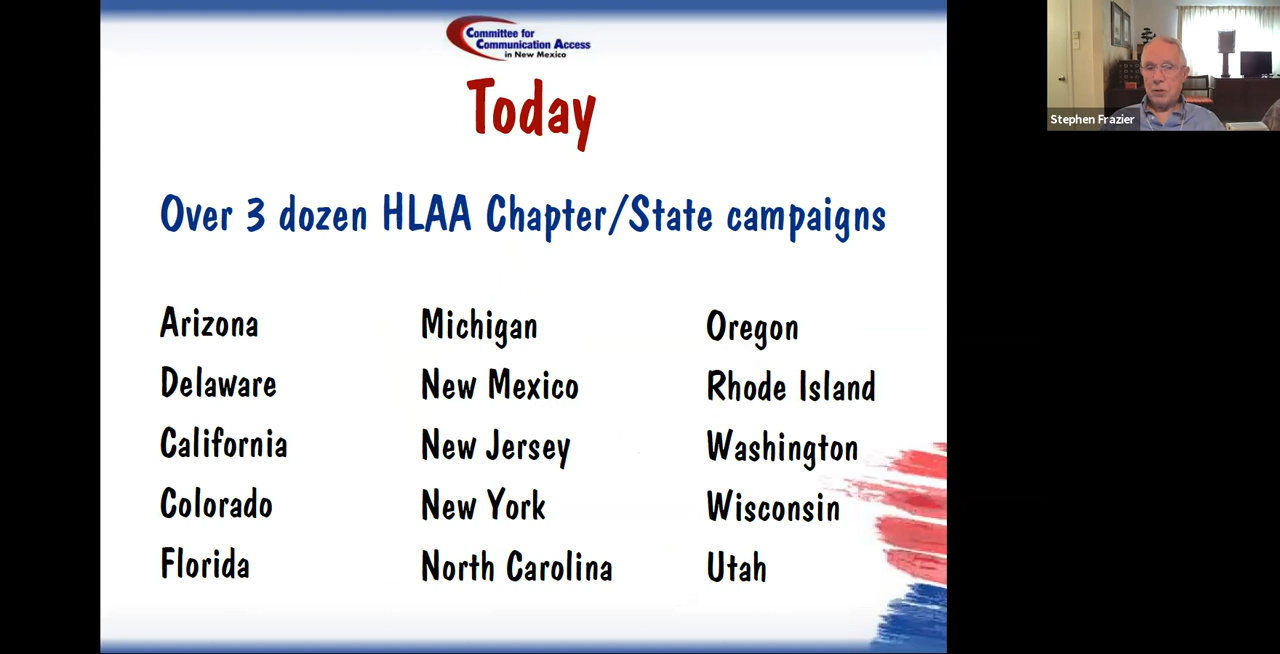 Committee for
Communication Access
in New Mexico
Today
Over 3 dozen HLAA Chapter/State campaigns
Arizona
Delaware
California
Colorado
Florida
Michigan
New Mexico
New Jersey
New York
North Carolina
Oregon
Rhode Island
Washington
Wisconsin
Utah
Stephen Frazier